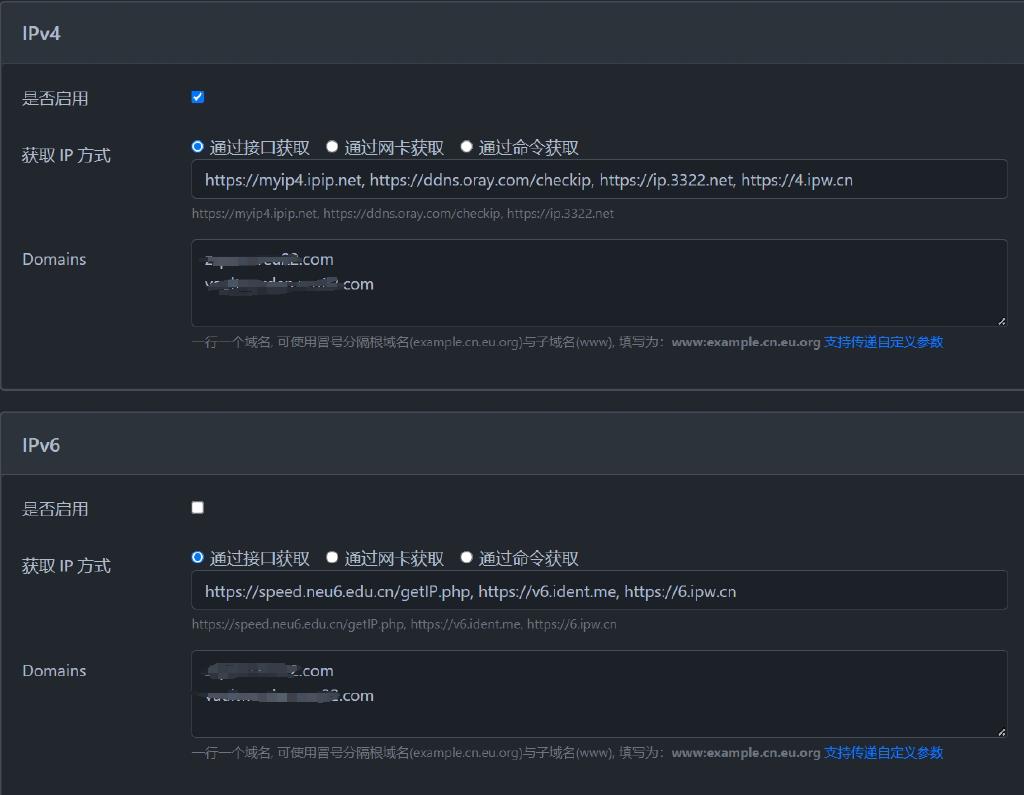 IPv4
是否启用
获取 IP 方式
通过接口获取 通过网卡获取 通过命令获取
https://myip4.ipip.net, https://ddns.oray.com/checkip, https://ip.3322.net, https://4.ipw.cn
https://myip4.ipip.net, https://ddns.oray.com/checkip, https://ip.3322.net
Domains
.com
.com
一行一个域名, 可使用冒号分隔根域名(example.cn.eu.org)与子域名(www), 填写为：www:example.cn.eu.org 支持传递自定义参数
IPv6
是否启用
获取 IP 方式
通过接口获取 通过网卡获取 通过命令获取
https://speed.neu6.edu.cn/getIP.php, https://v6.ident.me, https://6.ipw.cn
https://speed.neu6.edu.cn/getIP.php, https://v6.ident.me, https://6.ipw.cn
Domains
.com
.com
一行一个域名, 可使用冒号分隔根域名(example.cn.eu.org)与子域名(www), 填写为：www:example.cn.eu.org 支持传递自定义参数